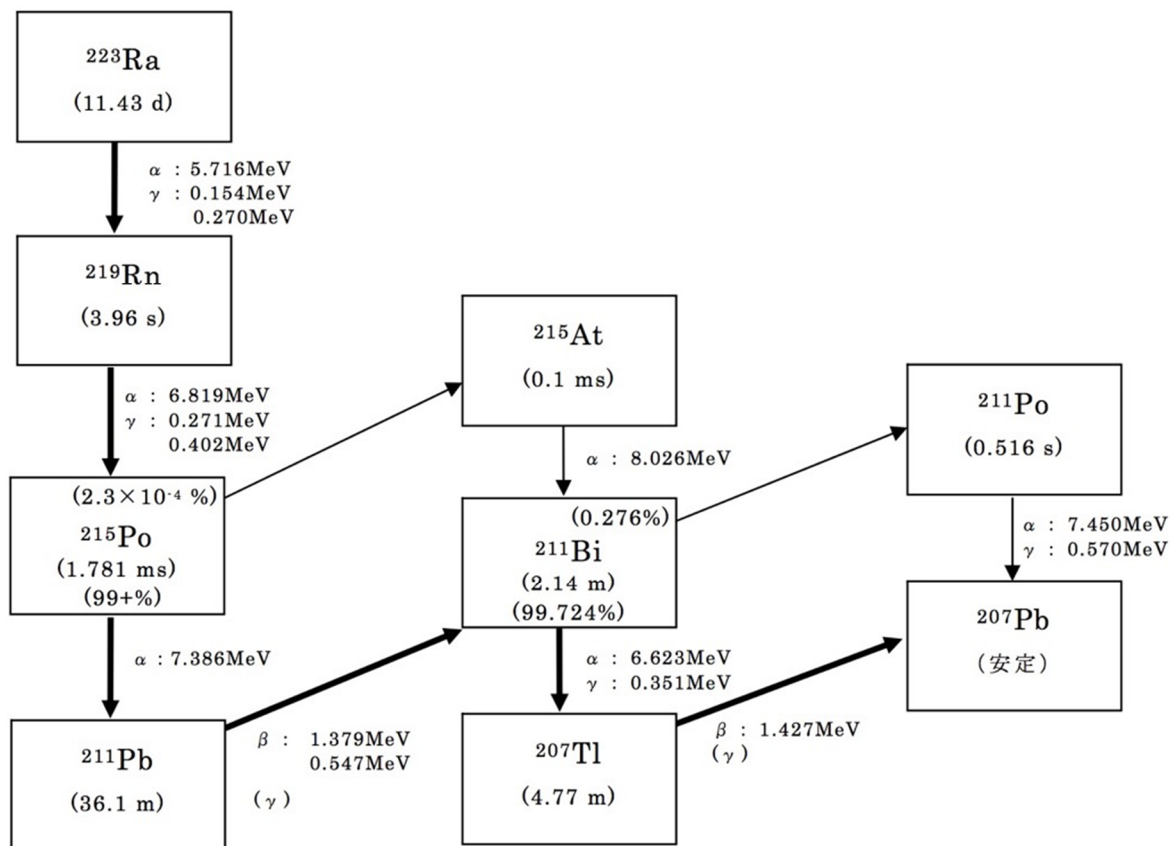 ²²³Ra
(11.43 d)
α : 5.716MeV
γ : 0.154MeV
0.270MeV
²¹⁹Rn
(3.96 s)
α : 6.819MeV
γ : 0.271MeV
0.402MeV
(2.3×10⁻⁴ %)
²¹⁵Po
(1.781 ms)
(99+%)
α:7.386MeV
²¹¹Pb
(36.1 m)
β : 1.379MeV
0.547MeV
(γ)
²¹⁵At
(0.1 ms)
α : 8.026MeV
(0.276%)
²¹¹Bi
(2.14 m)
(99.724%)
α : 6.623MeV
γ : 0.351MeV
²⁰⁷Tl
(4.77 m)
β : 1.427MeV
(γ)
²¹¹Po
(0.516 s)
α : 7.450MeV
γ : 0.570MeV
²⁰⁷Pb
(安定)